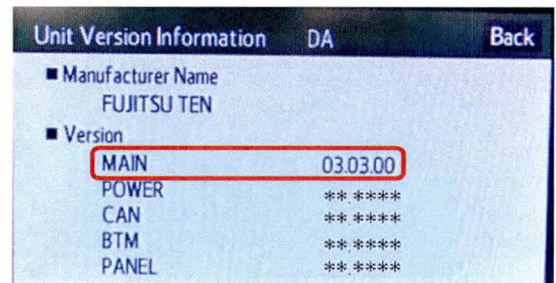 Unit Version Information DA Back
■ Manufacturer Name
FUJITSU TEN
■ Version
MAIN 03.03.00
POWER **.****
CAN **.****
BTM **.****
PANEL **.****